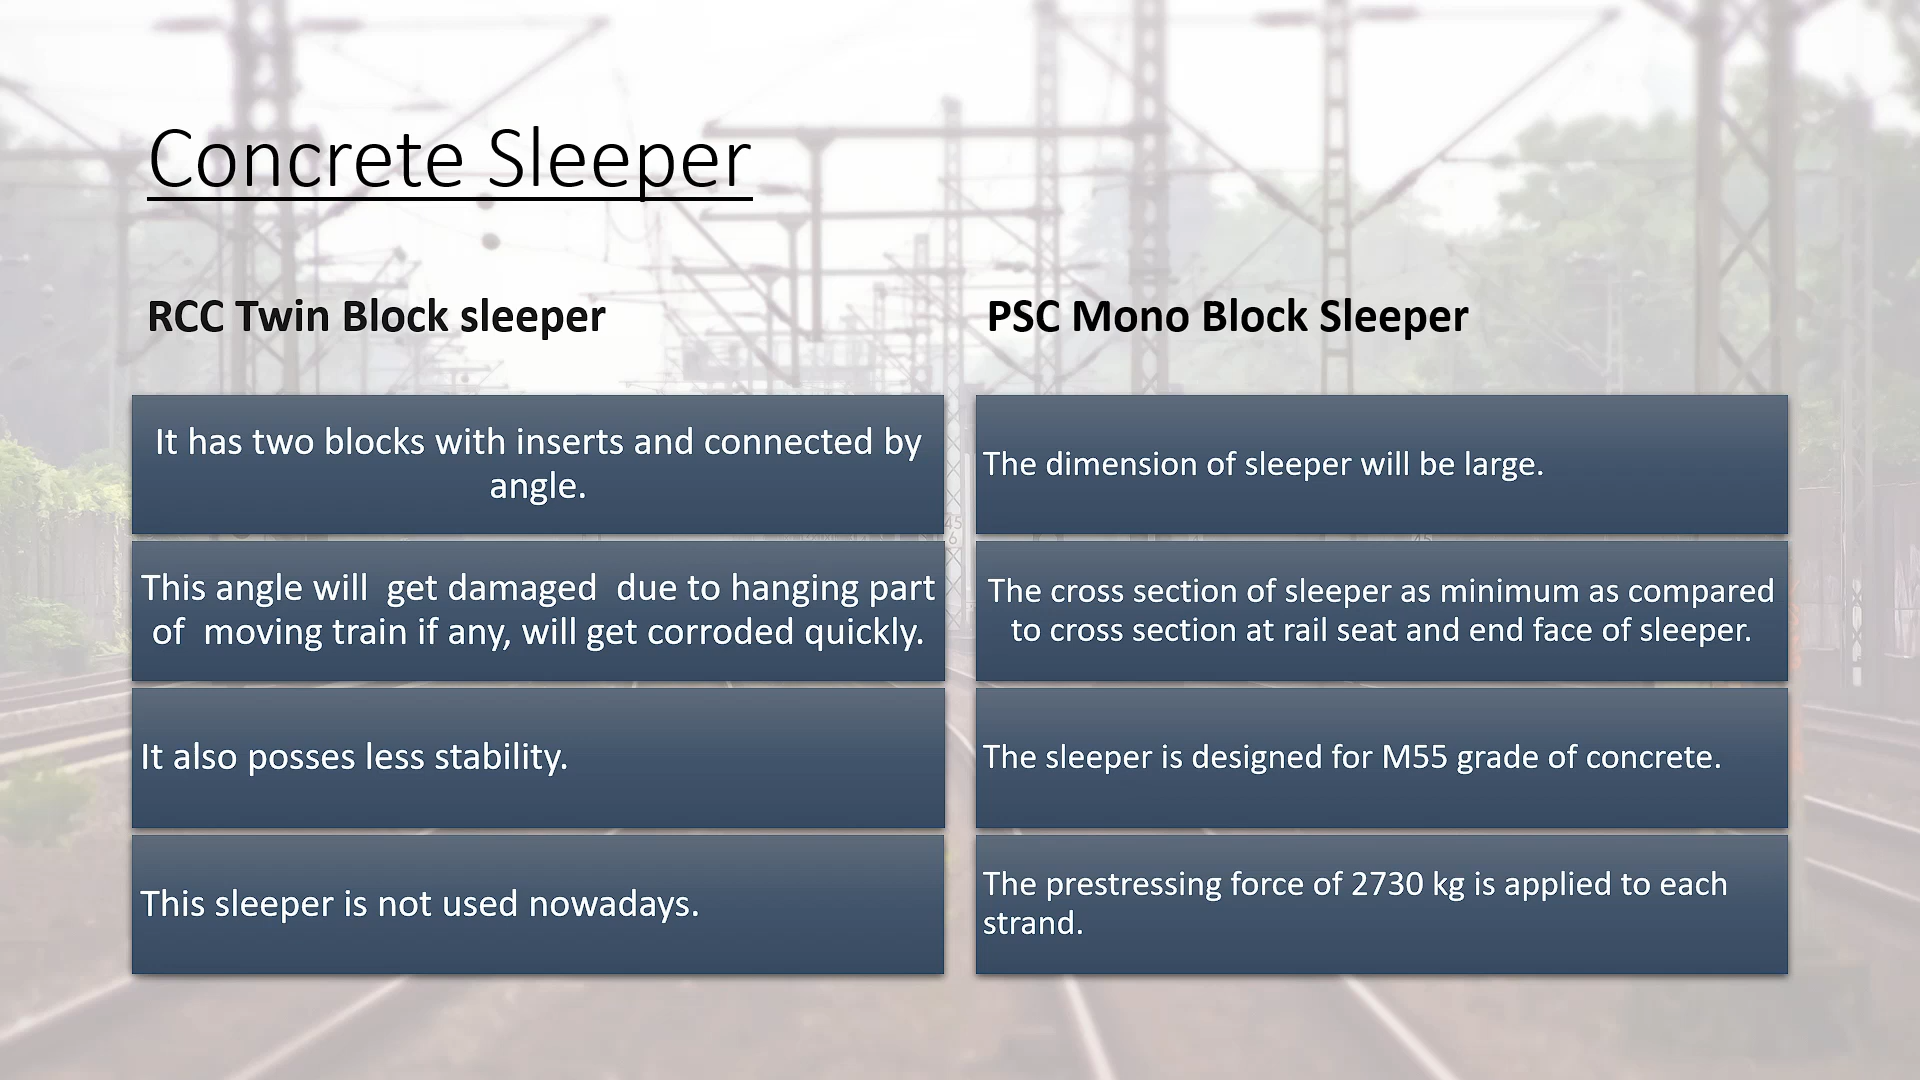 Concrete Sleeper
RCC Twin Block sleeper
It has two blocks with inserts and connected by
angle.
This angle will  get damaged  due to hanging part
of  moving train if any, will get corroded quickly.
It also posses less stability.
This sleeper is not used nowadays.
PSC Mono Block Sleeper
The dimension of sleeper will be large.
The cross section of sleeper as minimum as compared
to cross section at rail seat and end face of sleeper.
The sleeper is designed for M55 grade of concrete.
The prestressing force of 2730 kg is applied to each
strand.